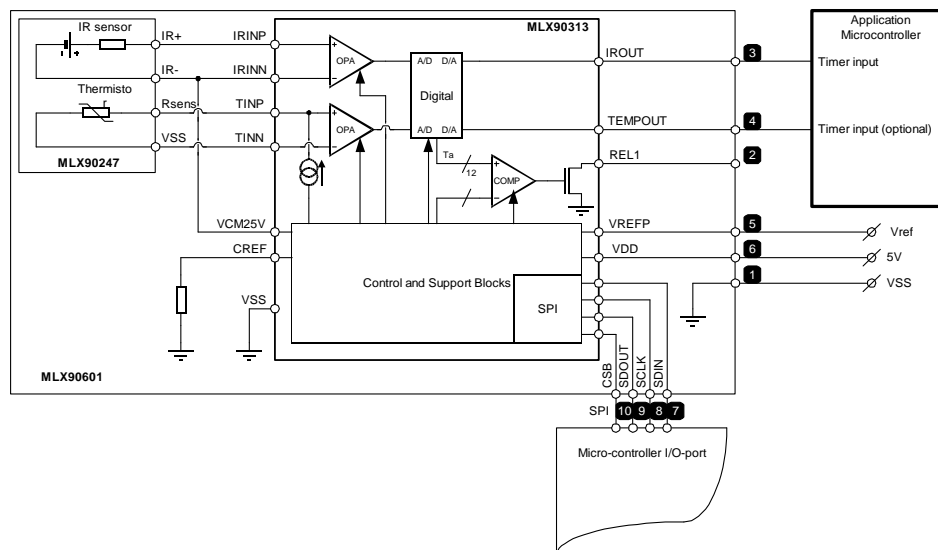 MLX90313
Application
Microcontroller
IR sensor
IR+
IRINP
+
OPA
−
A/D D/A
Digital
A/D D/A
IROUT
3
Timer input
IR-
IRINN
Thermisto
r
Rsens
TINP
+
OPA
−
TEMPOUT
4
Timer input (optional)
VSS
TINN
MLX90247
Ta
12
+
COMP
−
REL1
2
VCM25V
VREFP
5
Vref
CREF
VDD
6
5V
Control and Support Blocks
1
VSS
VSS
SPI
MLX90601
CSB
SDOUT
SCLK
SDIN
SPI
10
9
8
7
Micro-controller I/O-port